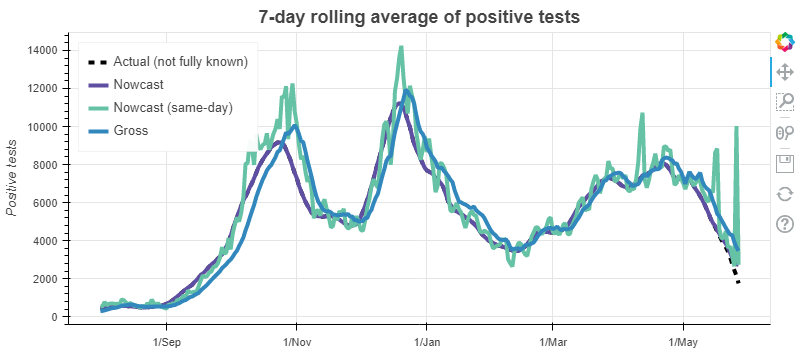 7-day rolling average of positive tests
Actual (not fully known)
Nowcast
Nowcast (same-day)
Gross
Positive tests
14000
12000
10000
8000
6000
4000
2000
0
1/Sep
1/Nov
1/Jan
1/Mar
1/May